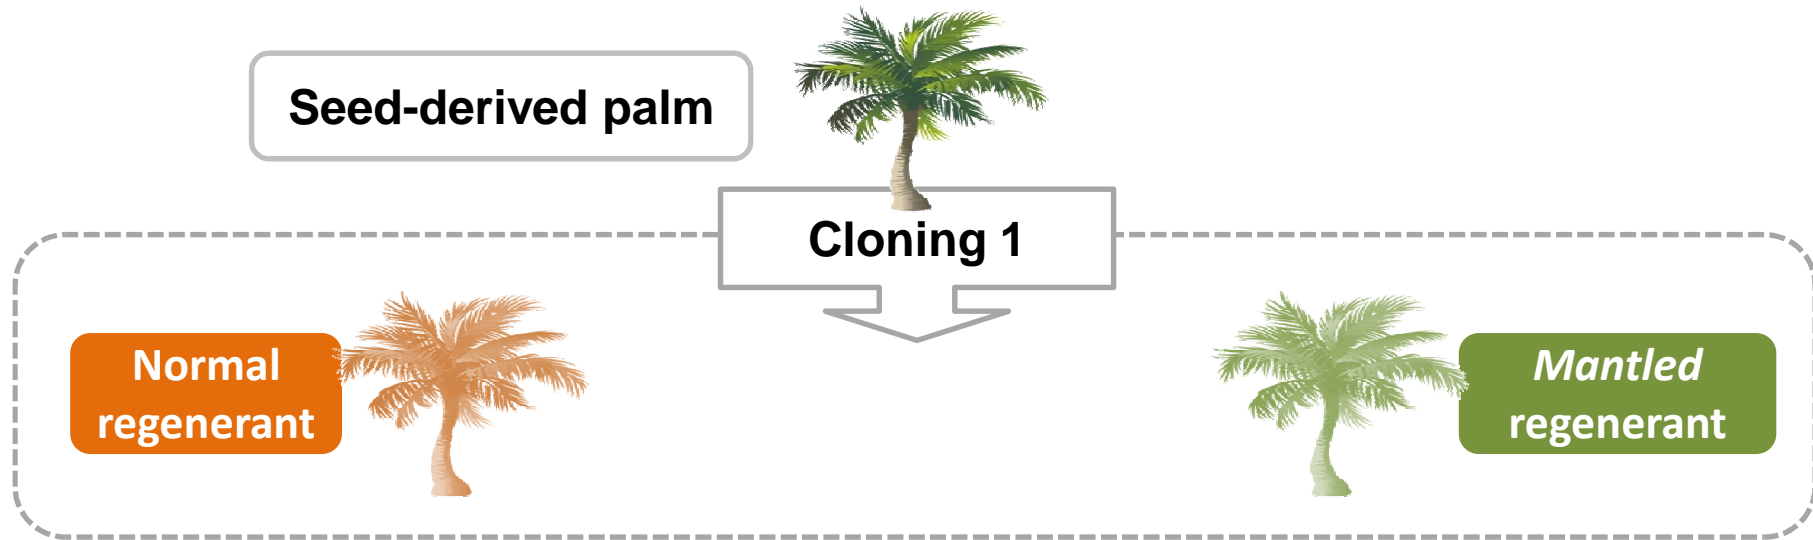 Seed-derived palm
Cloning 1
Normal
regenerant
Mantled
regenerant